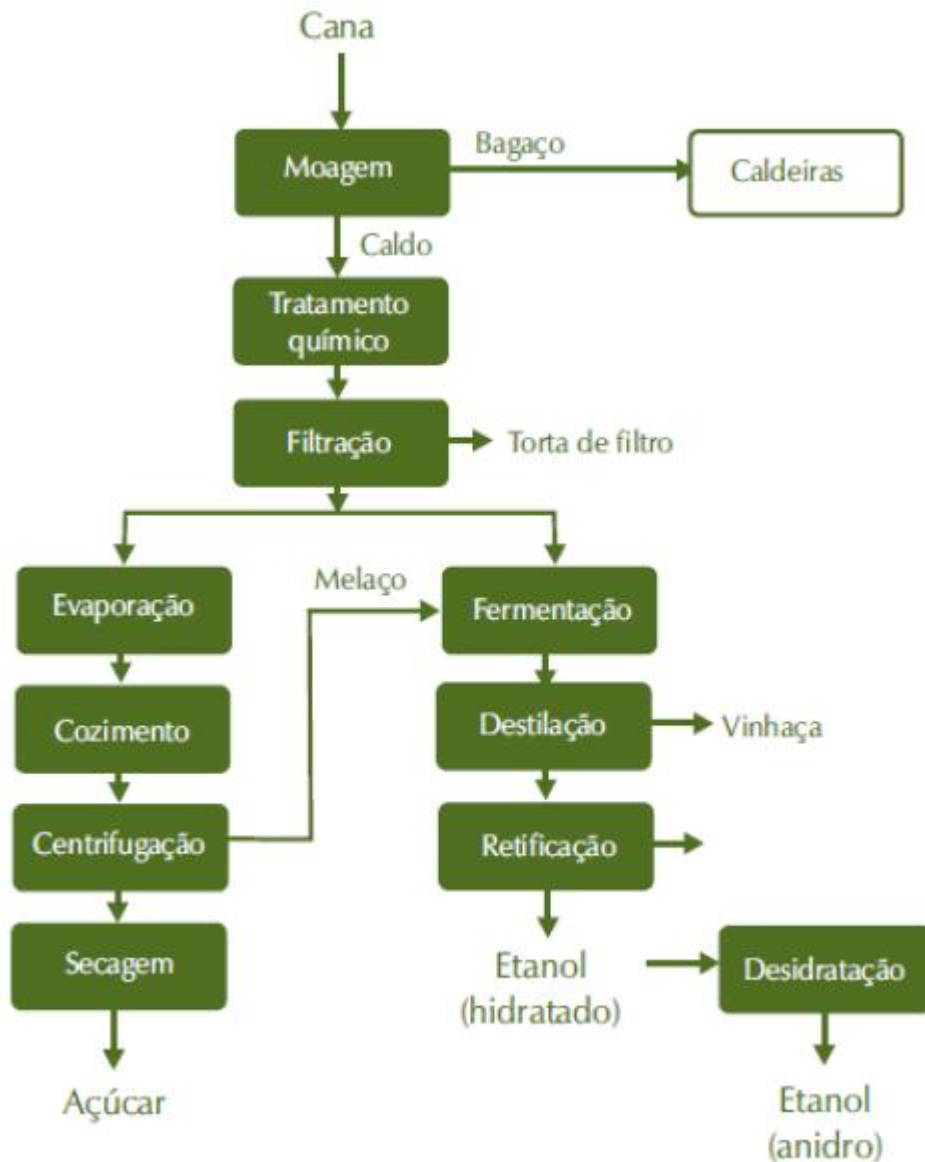 Cana
Moagem
Bagaço
Caldeiras
Caldo
Tratamento
químico
Filtração
Torta de filtro
Evaporação
Melaço
Fermentação
Cozimento
Destilação
Vinhaça
Centrifugação
Retificação
Secagem
Etanol
(hidratado)
Desidratação
Açúcar
Etanol
(anidro)